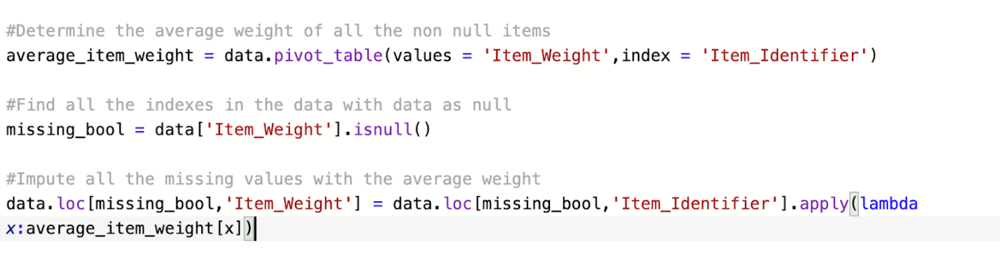 #Determine the average weight of all the non null items
average_item_weight = data.pivot_table(values = 'Item_Weight',index = 'Item_Identifier')
#Find all the indexes in the data with data as null
missing_bool = data['Item_Weight'].isnull()
#Impute all the missing values with the average weight
data.loc[missing_bool,'Item_Weight'] = data.loc[missing_bool,'Item_Identifier'].apply(lambda
x:average_item_weight[x])